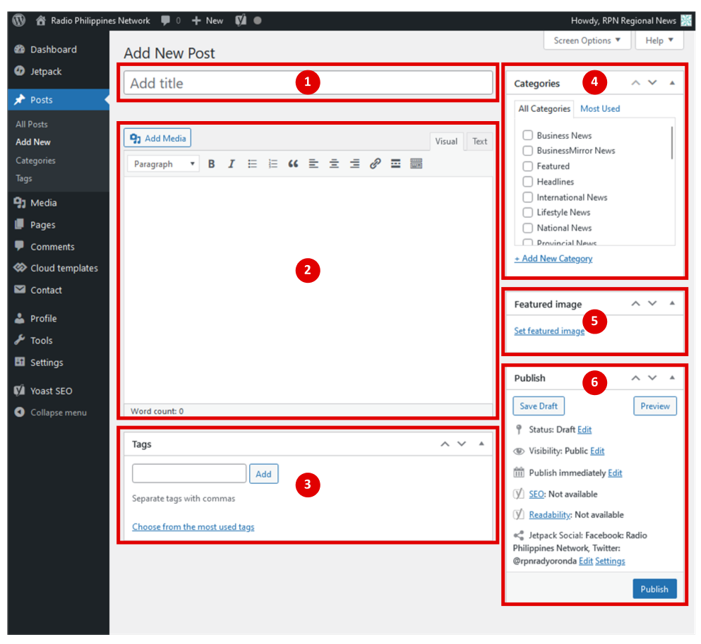 Radio Philippines Network 0 + New Howdy, RPN Regional News
Dashboard
Jetpack
Posts
All Posts
Add New
Categories
Tags
Media
Pages
Comments
Cloud templates
Contact
Profile
Tools
Settings
Yoast SEO
Collapse menu
Screen Options ▼ Help ▼
Add New Post
Add title
1
Add Media
Visual Text
Paragraph B I
2
Word count: 0
Tags
Add
3
Separate tags with commas
Choose from the most used tags
Categories
4
All Categories Most Used
Business News
BusinessMirror News
Featured
Headlines
International News
Lifestyle News
National News
Provincial News
+ Add New Category
Featured image
5
Set featured image
Publish
6
Save Draft Preview
Status: Draft Edit
Visibility: Public Edit
Publish immediately Edit
SEO: Not available
Readability: Not available
Jetpack Social: Facebook: Radio
Philippines Network, Twitter:
@rpnradyoronda Edit Settings
Publish